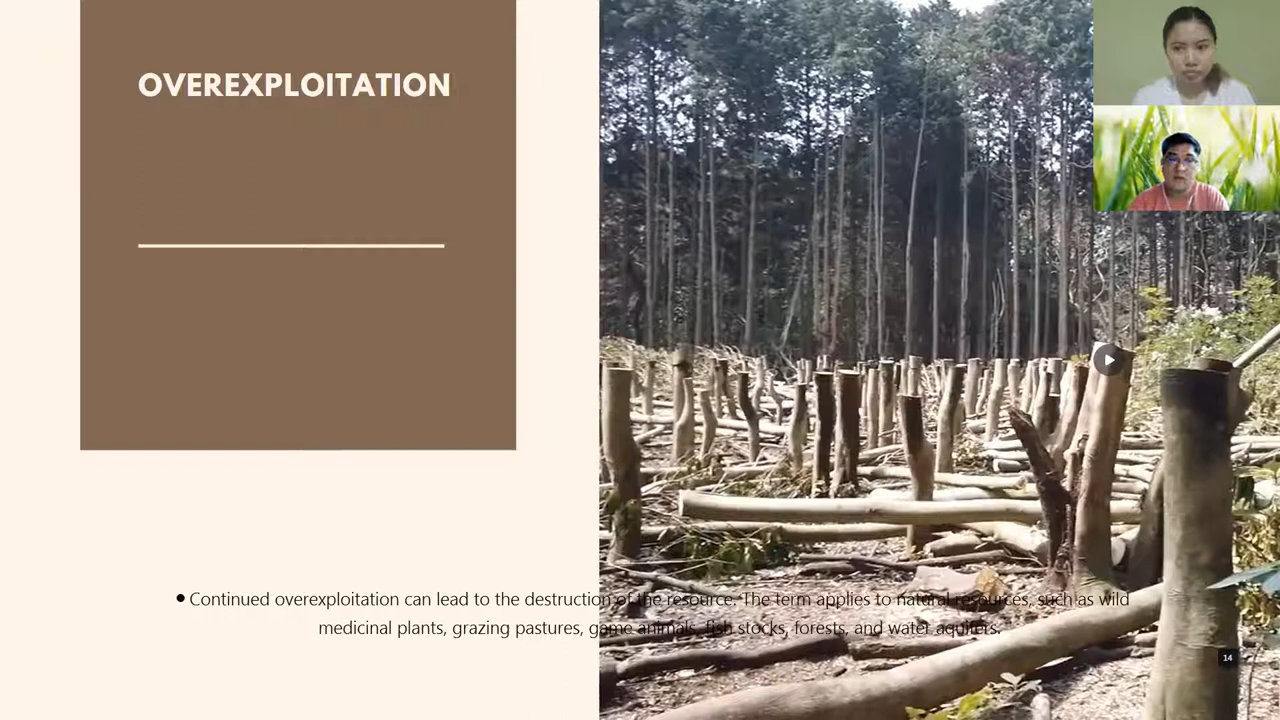 OVEREXPLOITATION
• Continued overexploitation can lead to the destruction of the resource. The term applies to natural resources, such as wild
medicinal plants, grazing pastures, game animals, fish stocks, forests, and water aquifers.
14